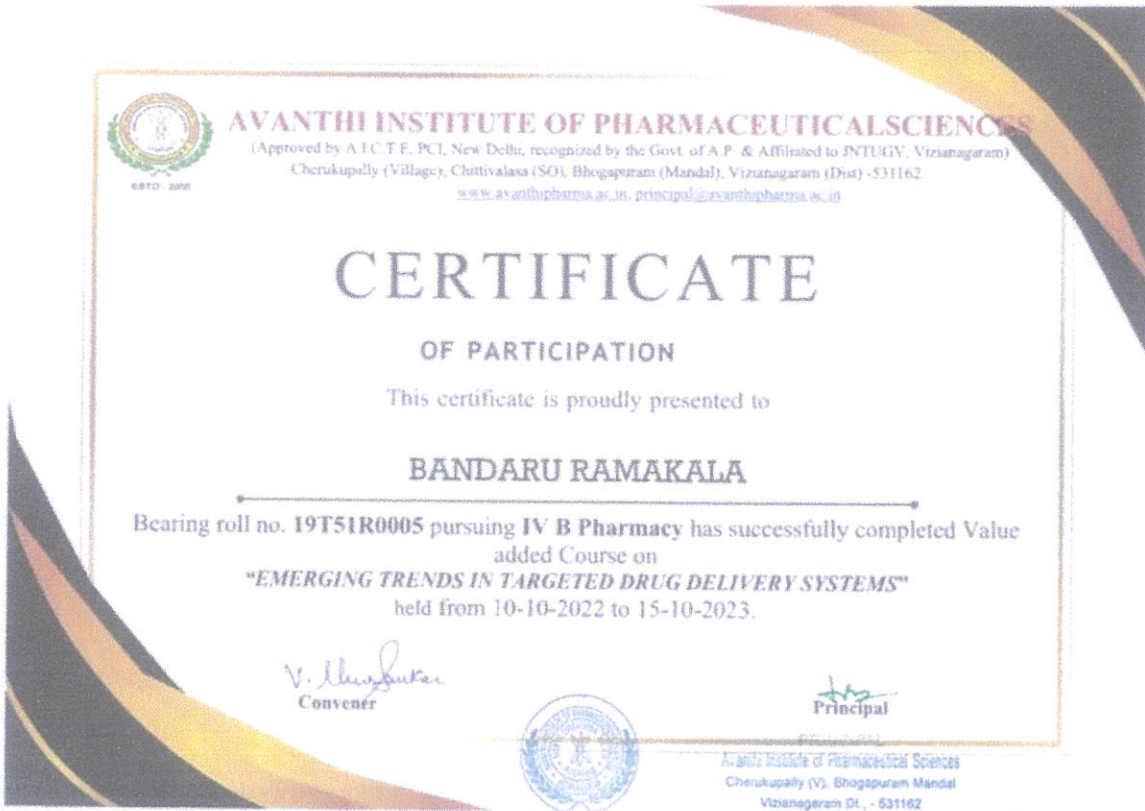 AVANTHI INSTITUTE OF PHARMACEUTICALSCIENCES
(Approved by A.I.C.T.E, PCI, New Delhi, recognized by the Govt. of A.P. & Affiliated to JNTUGV, Vizianagaram)
Cherukupally (Village), Chittivalasa (SO), Bhogapuram (Mandal), Vizianagaram (Dist) -531162
www.avanthipharma.ac.in, principal@avanthipharma.ac.in
CERTIFICATE
OF PARTICIPATION
This certificate is proudly presented to
BANDARU RAMAKALA
Bearing roll no. 19T51R0005 pursuing IV B Pharmacy has successfully completed Value
added Course on
"EMERGING TRENDS IN TARGETED DRUG DELIVERY SYSTEMS"
held from 10-10-2022 to 15-10-2023.
V.
Convener
Principal
PRINCIPAL
Avanthi Institute of Pharmaceutical Sciences
Cherukupally (V), Bhogapuram Mandal
Vizianagaram Dt., - 531162